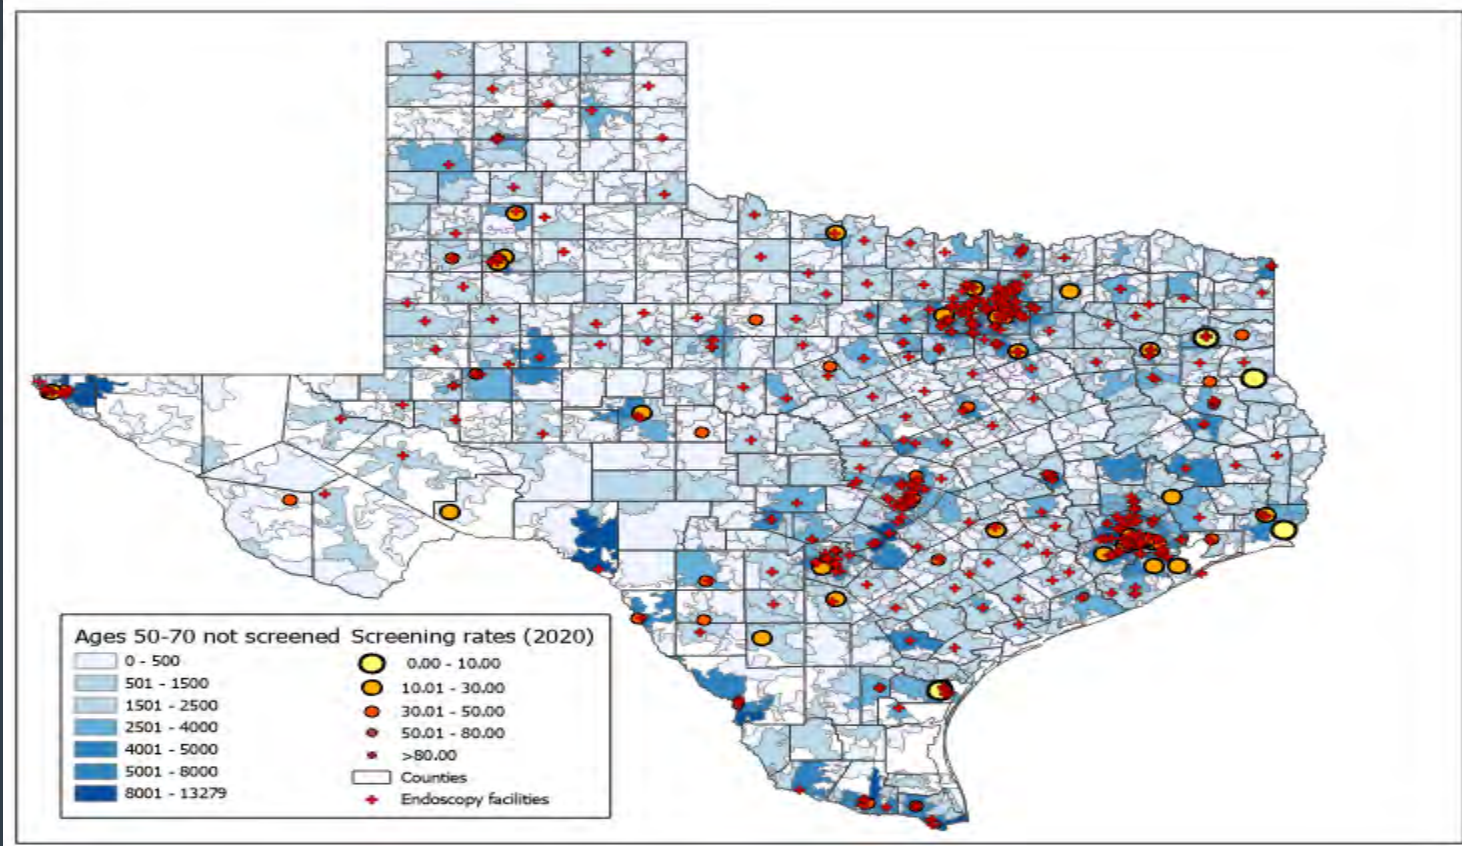 Ages 50-70 not screened
0 - 500
501 - 1500
1501 - 2500
2501 - 4000
4001 - 5000
5001 - 8000
8001 - 13279
Screening rates (2020)
0.00 - 10.00
10.01 - 30.00
30.01 - 50.00
50.01 - 80.00
>80.00
Counties
Endoscopy facilities